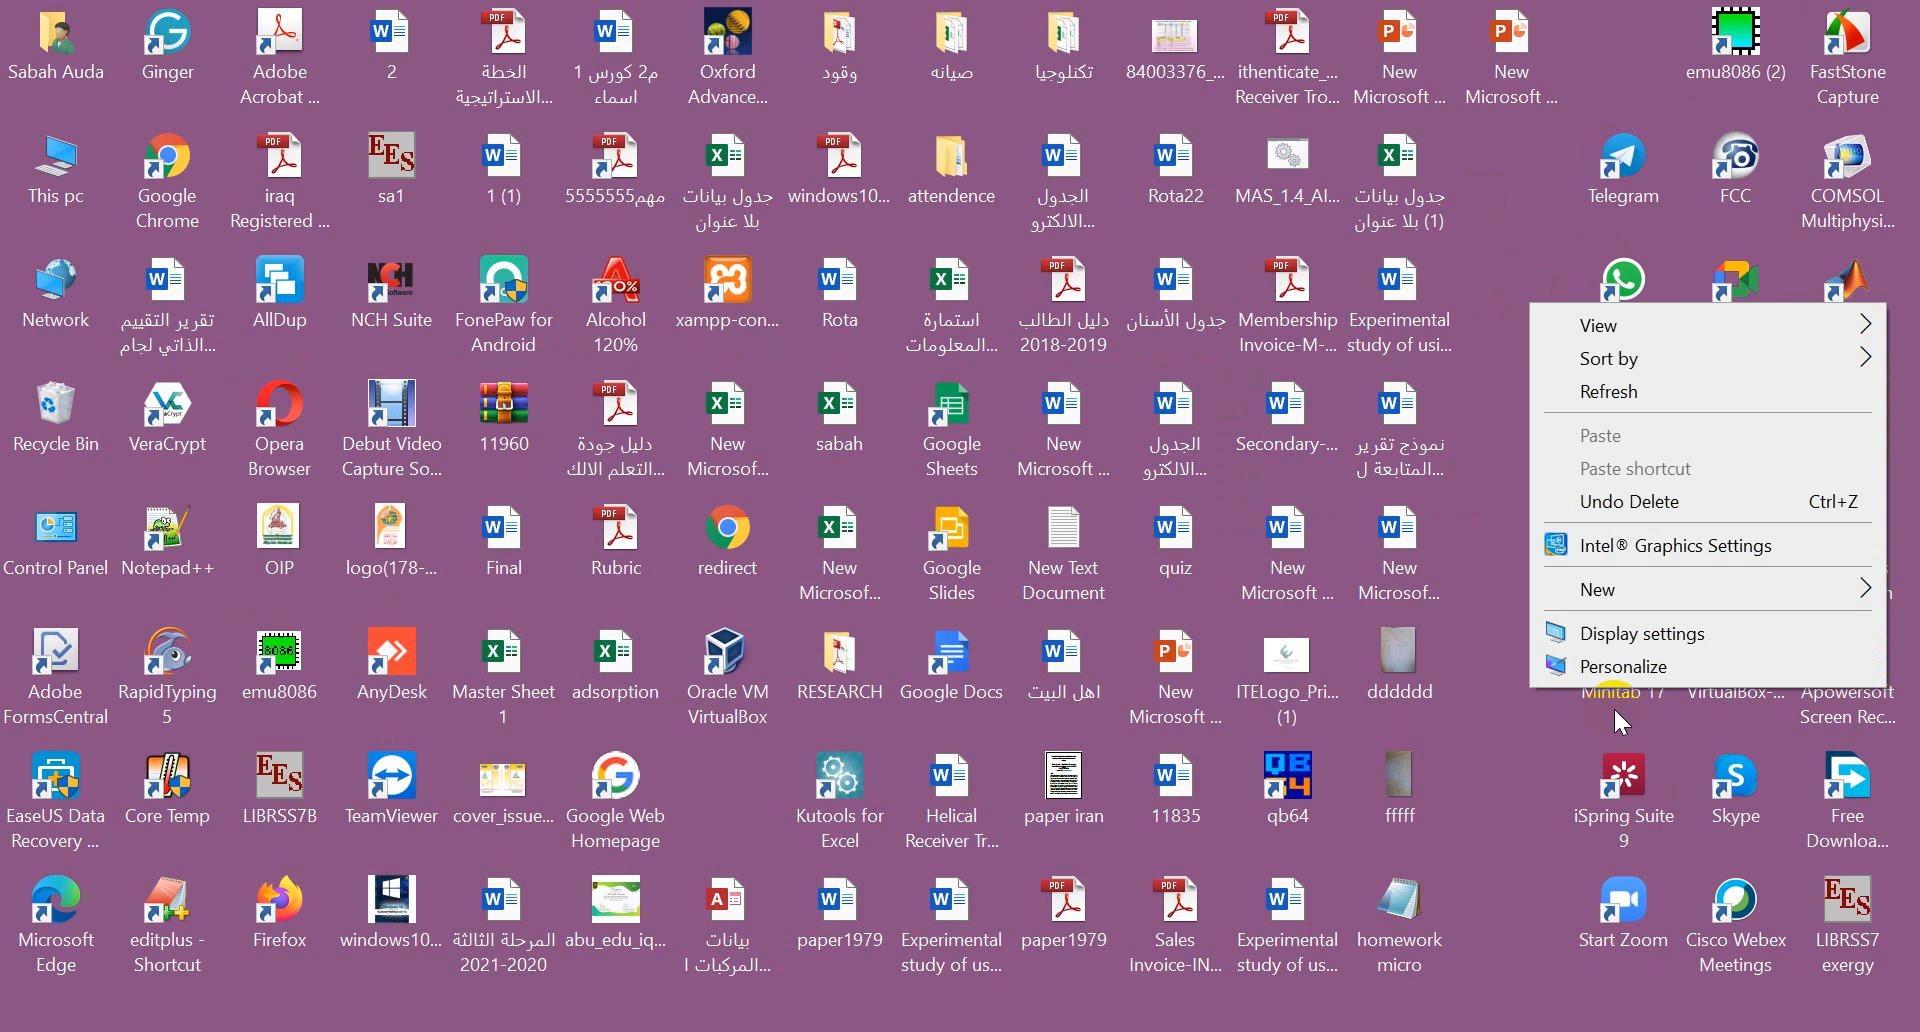 Sabah Auda
Ginger
Adobe
Acrobat ...
2
الخطة
الاستراتيجية...
م2 كورس 1
اسماء
Oxford
Advance...
وقود
صيانه
تكنلوجيا
84003376_...
ithenticate_...
Receiver Tro...
New
Microsoft ...
New
Microsoft ...
emu8086 (2)
FastStone
Capture
This pc
Google
Chrome
iraq
Registered ...
sa1
1 (1)
مهم5555555
جدول بيانات
بلا عنوان
windows10...
attendence
الجدول
الالكترو...
Rota22
MAS_1.4_AI...
جدول بيانات
بلا عنوان (1)
Telegram
FCC
COMSOL
Multiphysi...
Network
تقرير التقييم
الذاتي لجام...
AllDup
NCH Suite
FonePaw for
Android
Alcohol
120%
xampp-con...
Rota
استمارة
المعلومات...
دليل الطالب
2018-2019
جدول الأسنان
Membership
Invoice-M-...
Experimental
study of usi...
View
Sort by
Refresh
Paste
Paste shortcut
Undo Delete Ctrl+Z
Intel® Graphics Settings
New
Display settings
Personalize
Recycle Bin
VeraCrypt
Opera
Browser
Debut Video
Capture So...
11960
دليل جودة
التعلم الالك...
New
Microsof...
sabah
Google
Sheets
New
Microsoft ...
الجدول
الالكترو...
Secondary-...
نموذج تقرير
المتابعة ل...
Control Panel
Notepad++
OIP
logo(178-...
Final
Rubric
redirect
New
Microsof...
Google
Slides
New Text
Document
quiz
New
Microsoft ...
New
Microsof...
Adobe
FormsCentral
RapidTyping
5
emu8086
AnyDesk
Master Sheet
1
adsorption
Oracle VM
VirtualBox
RESEARCH
Google Docs
اهل البيت
New
Microsoft ...
ITELogo_Pri...
(1)
dddddd
Minitab 17
VirtualBox-...
Apowersoft
Screen Rec...
EaseUS Data
Recovery ...
Core Temp
LIBRSS7B
TeamViewer
cover_issue...
Google Web
Homepage
Kutools for
Excel
Helical
Receiver Tr...
paper iran
11835
qb64
fffff
iSpring Suite
9
Skype
Free
Downloa...
Microsoft
Edge
editplus -
Shortcut
Firefox
windows10...
المرحلة الثالثة
2021-2020
abu_edu_iq...
بيانات
المركبات ا...
paper1979
Experimental
study of us...
paper1979
Sales
Invoice-IN...
Experimental
study of us...
homework
micro
Start Zoom
Cisco Webex
Meetings
LIBRSS7
exergy